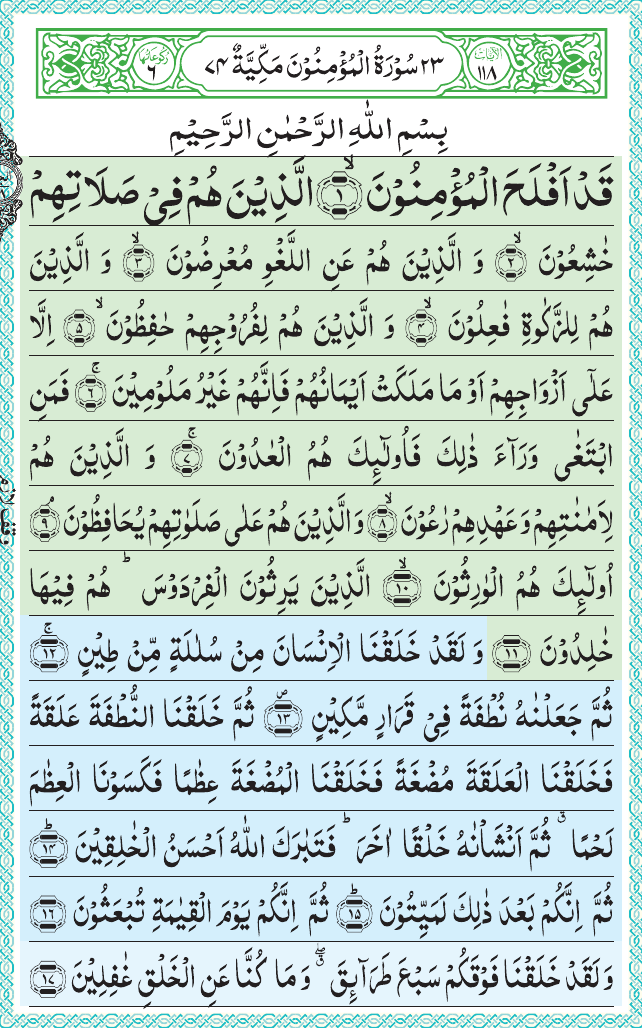 الآيات ١١٨ ٢٣ سُوْرَةُ الْمُؤْمِنُوْنَ مَكِّيَّةٌ ٧٤ رُكُوعَاتُهَا ٦
بِسْمِ اللّٰهِ الرَّحْمٰنِ الرَّحِيْمِ
قَدْ اَفْلَحَ الْمُؤْمِنُوْنَ ۙ﴿١﴾ الَّذِيْنَ هُمْ فِىْ صَلَاتِهِمْ
خٰشِعُوْنَ ۙ﴿٢﴾ وَ الَّذِيْنَ هُمْ عَنِ اللَّغْوِ مُعْرِضُوْنَ ۙ﴿٣﴾ وَ الَّذِيْنَ
هُمْ لِلزَّكٰوةِ فٰعِلُوْنَ ۙ﴿٤﴾ وَ الَّذِيْنَ هُمْ لِفُرُوْجِهِمْ حٰفِظُوْنَ ۙ﴿٥﴾ اِلَّا
عَلٰٓى اَزْوَاجِهِمْ اَوْ مَا مَلَكَتْ اَيْمَانُهُمْ فَاِنَّهُمْ غَيْرُ مَلُوْمِيْنَ ۚ﴿٦﴾ فَمَنِ
ابْتَغٰى وَرَآءَ ذٰلِكَ فَاُولٰٓئِكَ هُمُ الْعٰدُوْنَ ۚ﴿٧﴾ وَ الَّذِيْنَ هُمْ
لِاَمٰنٰتِهِمْ وَ عَهْدِهِمْ رٰعُوْنَ ۙ﴿٨﴾ وَ الَّذِيْنَ هُمْ عَلٰى صَلَوٰتِهِمْ يُحَافِظُوْنَ ۘ﴿٩﴾
اُولٰٓئِكَ هُمُ الْوٰرِثُوْنَ ۙ﴿١٠﴾ الَّذِيْنَ يَرِثُوْنَ الْفِرْدَوْسَ ؕ هُمْ فِيْهَا
خٰلِدُوْنَ ﴿١١﴾ وَ لَقَدْ خَلَقْنَا الْاِنْسَانَ مِنْ سُلٰلَةٍ مِّنْ طِيْنٍ ۚ﴿١٢﴾
ثُمَّ جَعَلْنٰهُ نُطْفَةً فِىْ قَرَارٍ مَّكِيْنٍ ۪﴿١٣﴾ ثُمَّ خَلَقْنَا النُّطْفَةَ عَلَقَةً
فَخَلَقْنَا الْعَلَقَةَ مُضْغَةً فَخَلَقْنَا الْمُضْغَةَ عِظٰمًا فَكَسَوْنَا الْعِظٰمَ
لَحْمًا ۗ ثُمَّ اَنْشَاْنٰهُ خَلْقًا اٰخَرَ ؕ فَتَبٰرَكَ اللّٰهُ اَحْسَنُ الْخٰلِقِيْنَ ؕ﴿١٤﴾
ثُمَّ اِنَّكُمْ بَعْدَ ذٰلِكَ لَمَيِّتُوْنَ ؕ﴿١٥﴾ ثُمَّ اِنَّكُمْ يَوْمَ الْقِيٰمَةِ تُبْعَثُوْنَ ﴿١٦﴾
وَ لَقَدْ خَلَقْنَا فَوْقَكُمْ سَبْعَ طَرَآئِقَ ۗۖ وَ مَا كُنَّا عَنِ الْخَلْقِ غٰفِلِيْنَ ﴿١٧﴾